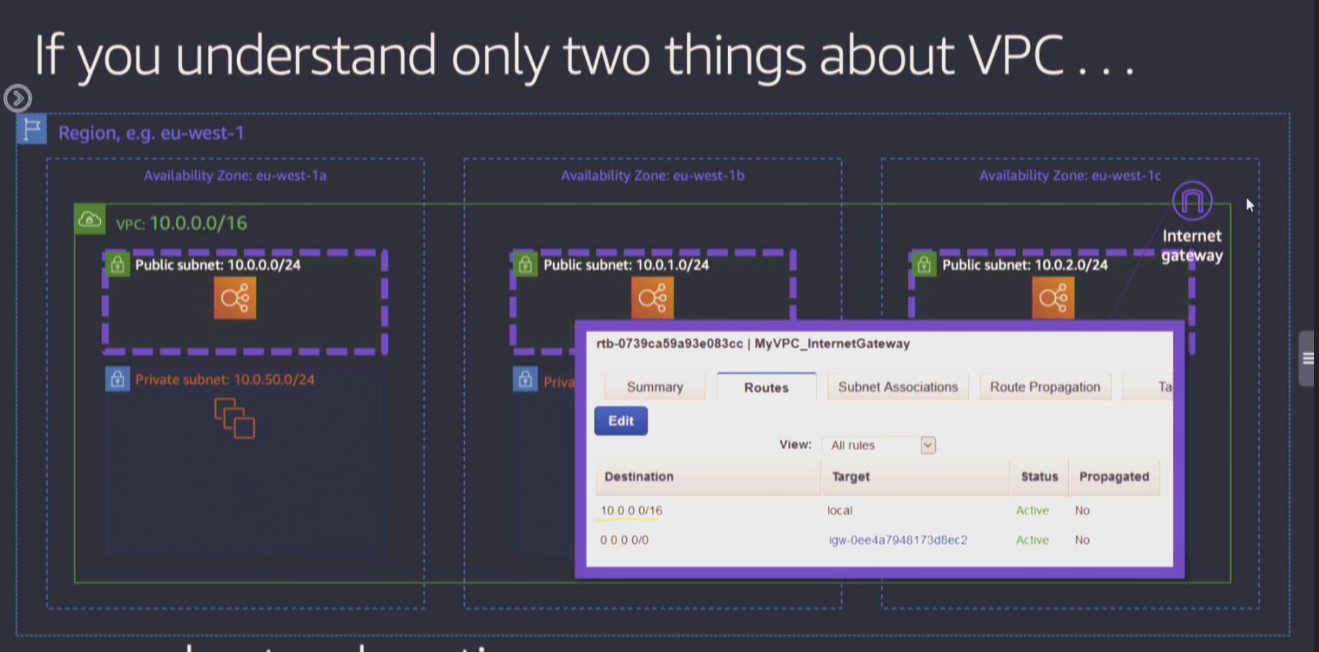 If you understand only two things about VPC . . .
Region, e.g. eu-west-1
Availability Zone: eu-west-1a
Availability Zone: eu-west-1b
Availability Zone: eu-west-1c
VPC: 10.0.0.0/16
Internet
gateway
Public subnet: 10.0.0.0/24
Public subnet: 10.0.1.0/24
Public subnet: 10.0.2.0/24
Private subnet: 10.0.50.0/24
Priva
rtb-0739ca59a93e083cc | MyVPC_InternetGateway
Summary
Routes
Subnet Associations
Route Propagation
Ta
Edit
View: All rules
Destination Target Status Propagated
10 0 0 0/16 local Active No
0 0 0 0/0 igw-0ee4a7948173d8ec2 Active No